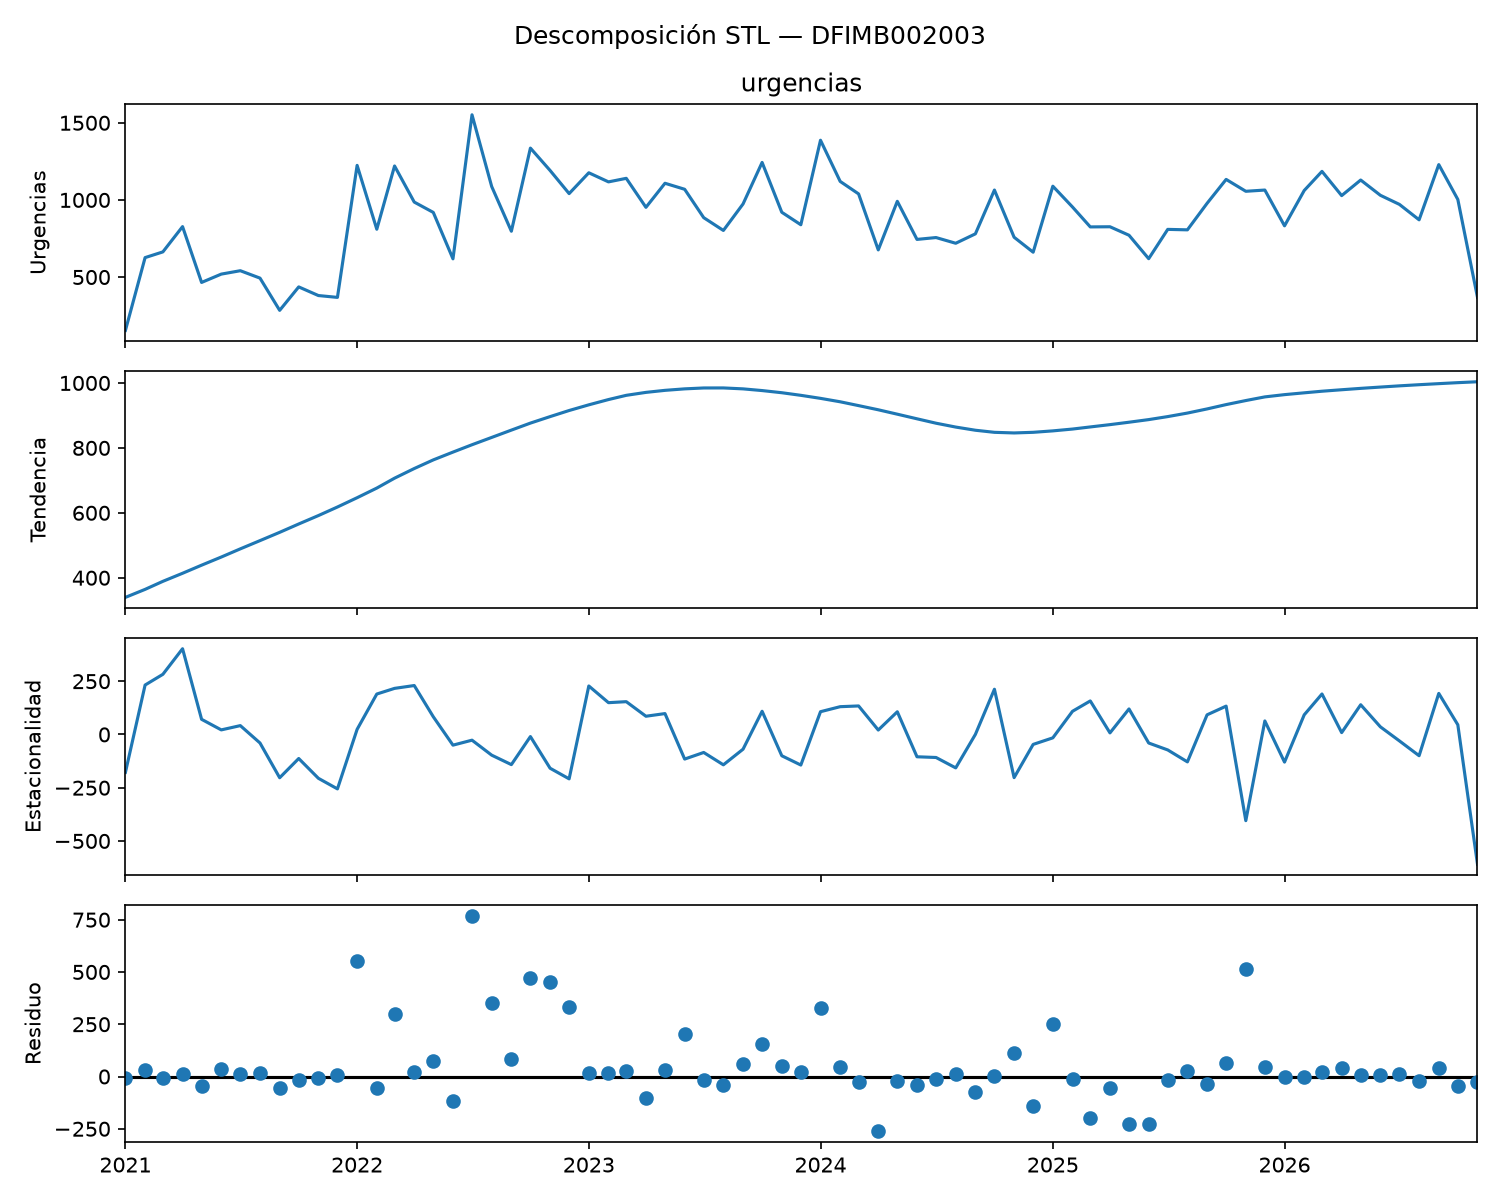 Descomposición STL — DFIMB002003
urgencias
Urgencias
1500
1000
500
Tendencia
1000
800
600
400
Estacionalidad
250
0
−250
−500
Residuo
750
500
250
0
−250
2021 2022 2023 2024 2025 2026